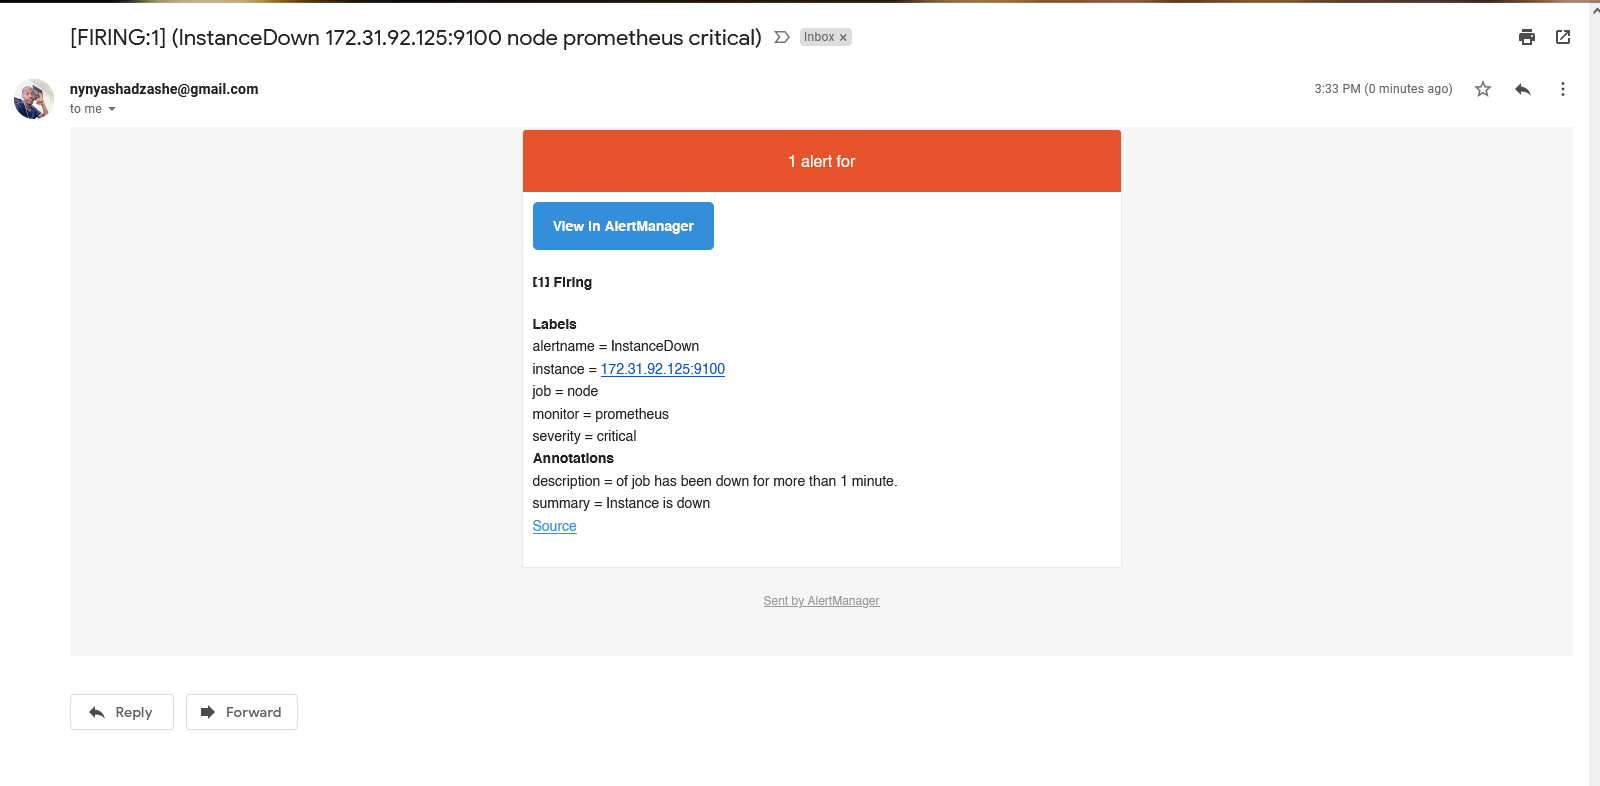 [FIRING:1] (InstanceDown 172.31.92.125:9100 node prometheus critical) Inbox ×
nynyashadzashe@gmail.com 3:33 PM (0 minutes ago)
to me
1 alert for
View in AlertManager
[1] Firing
Labels
alertname = InstanceDown
instance = 172.31.92.125:9100
job = node
monitor = prometheus
severity = critical
Annotations
description = of job has been down for more than 1 minute.
summary = Instance is down
Source
Sent by AlertManager
Reply Forward